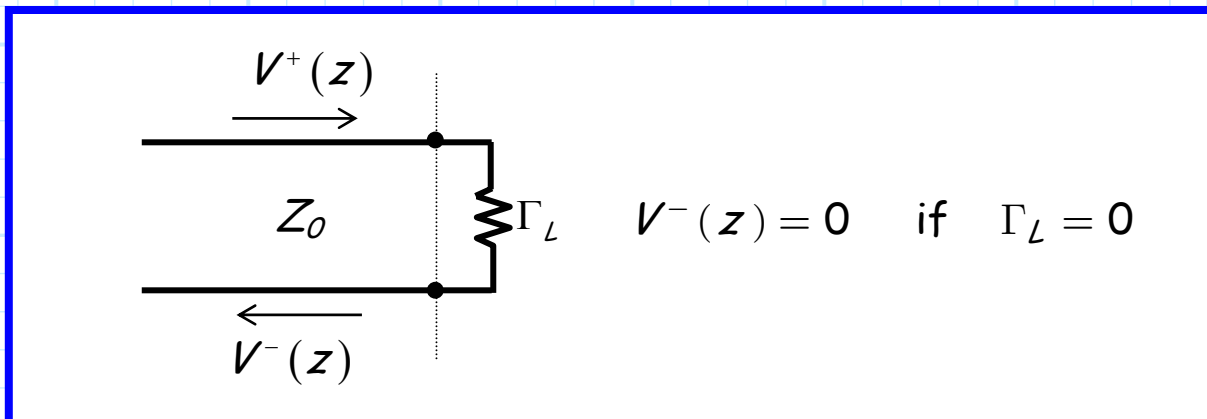 V⁺(z)
Z₀ Γ_L V⁻(z) = 0 if Γ_L = 0
V⁻(z)